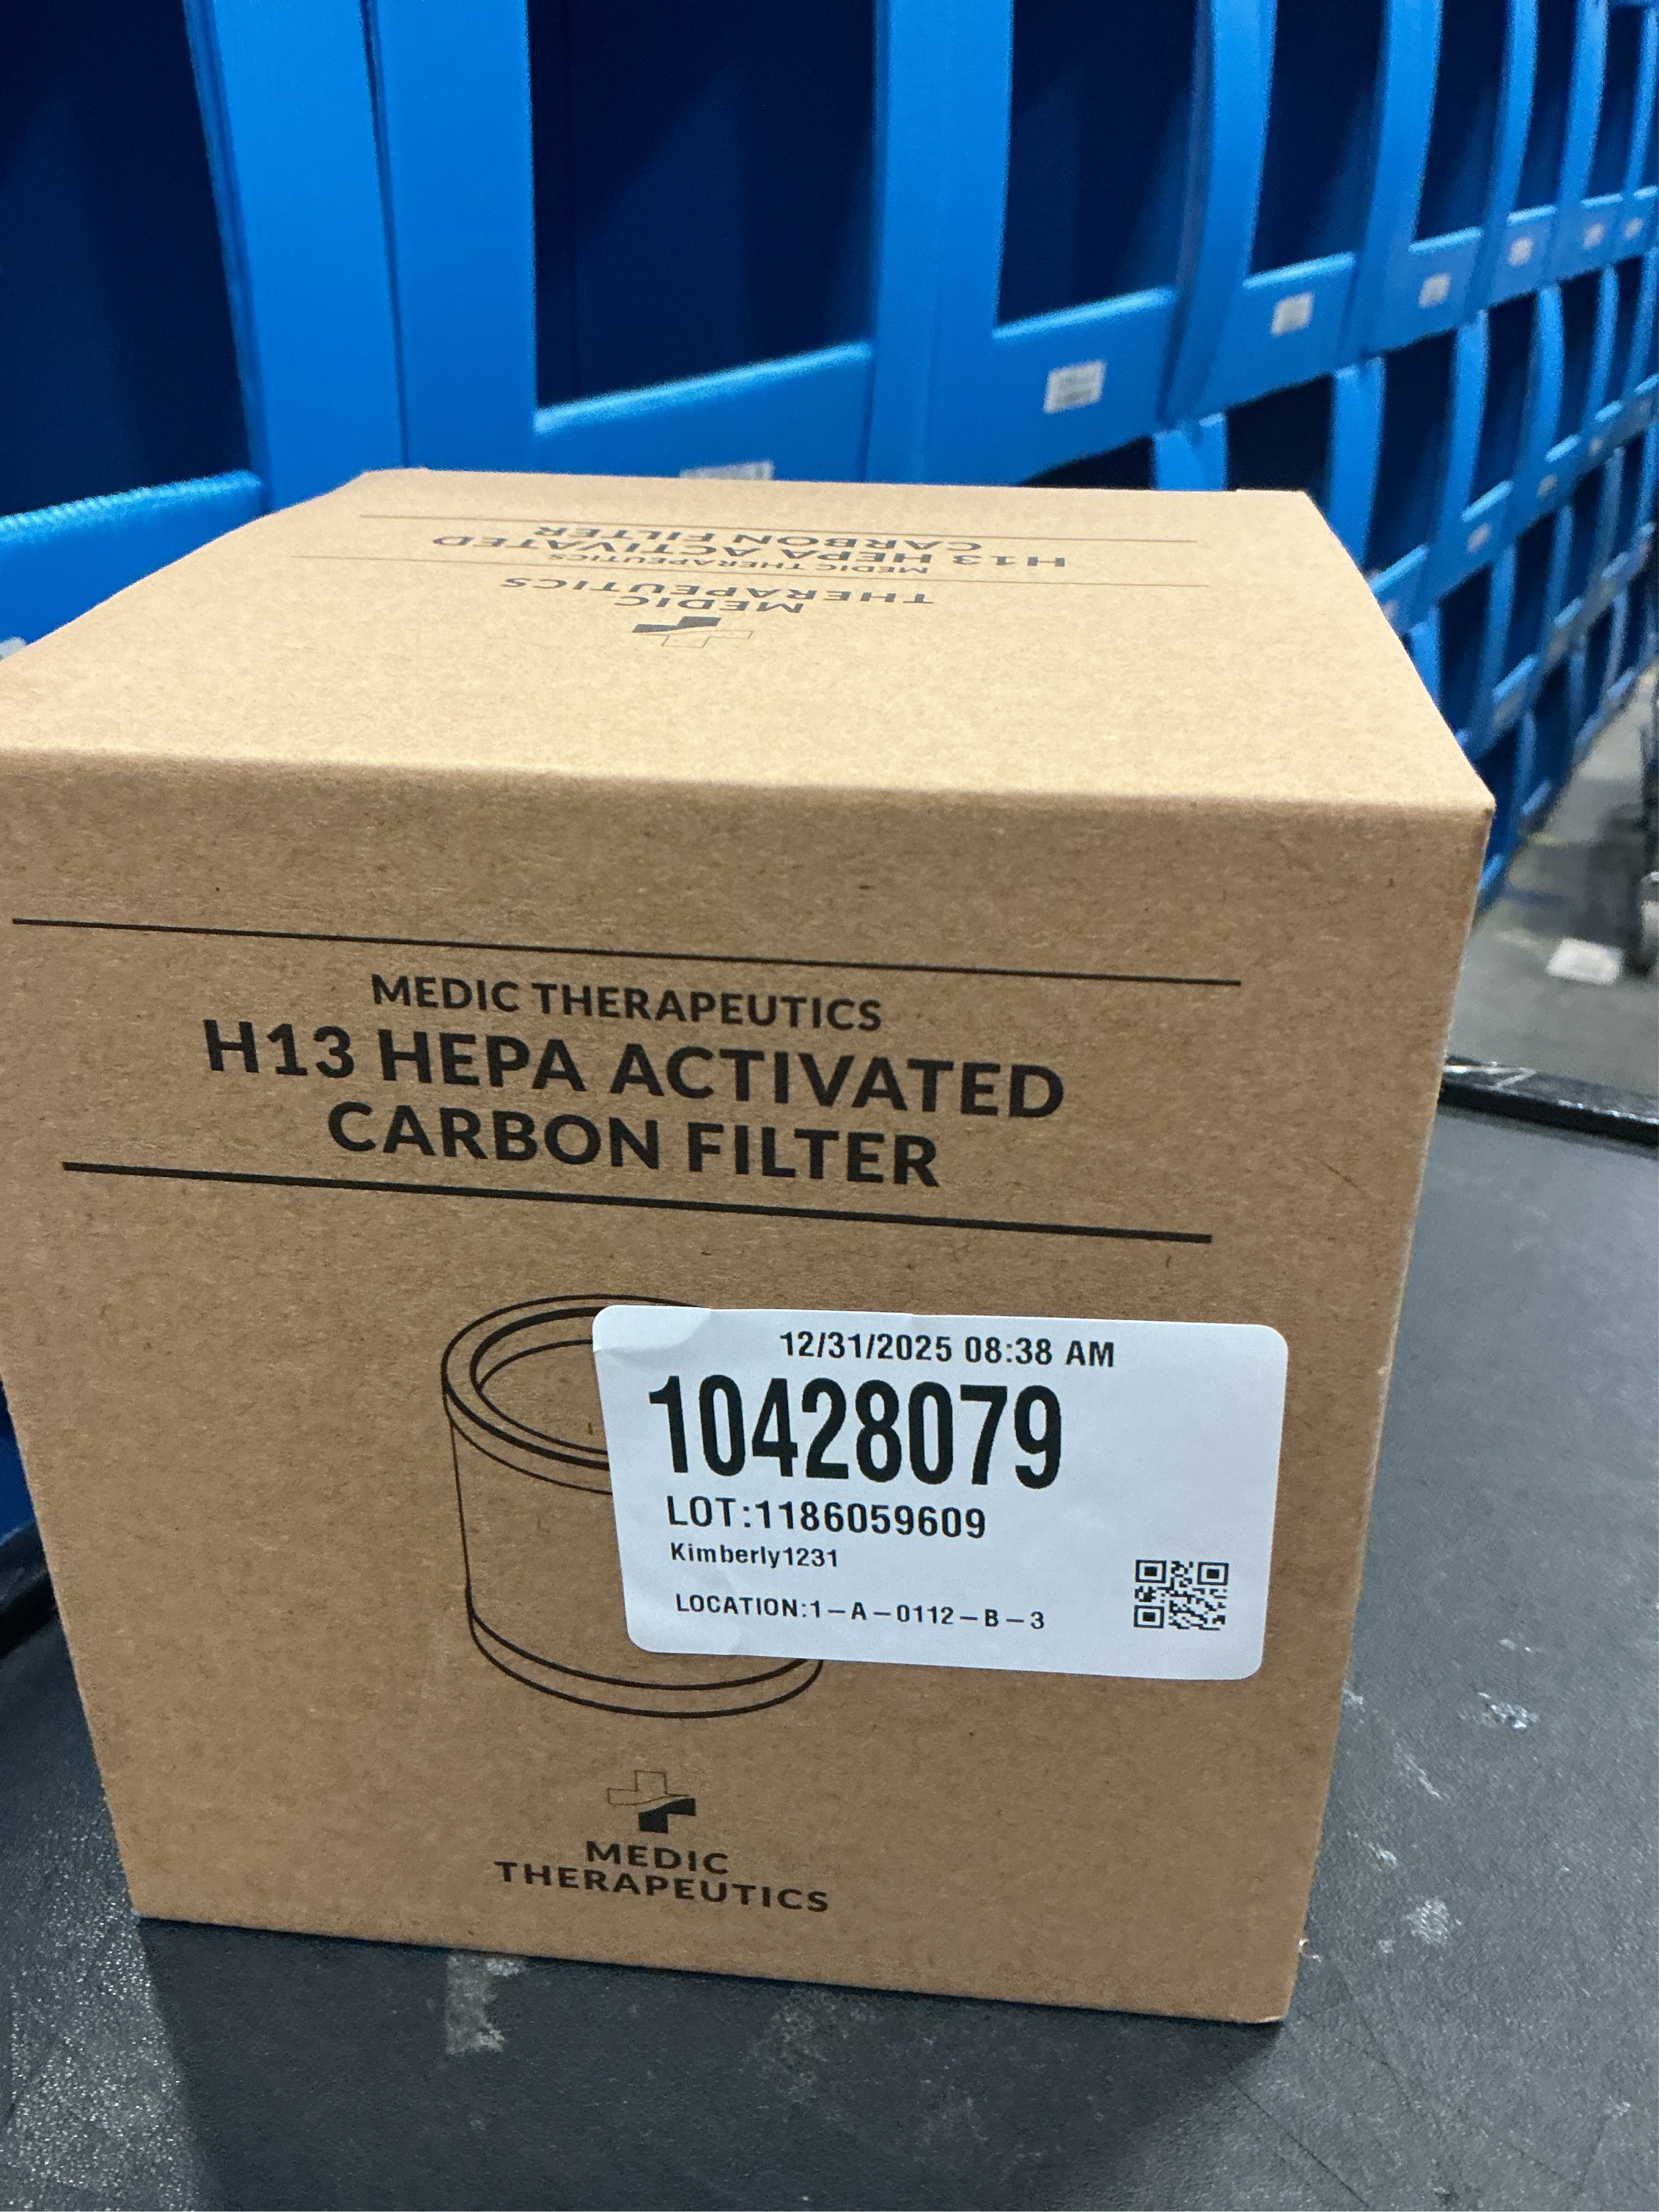 H13 HEPA ACTIVATED
CARBON FILTER
MEDIC THERAPEUTICS
MEDIC
THERAPEUTICS
MEDIC THERAPEUTICS
H13 HEPA ACTIVATED
CARBON FILTER
12/31/2025 08:38 AM
10428079
LOT:1186059609
Kimberly1231
LOCATION:1-A-0112-B-3
MEDIC
THERAPEUTICS